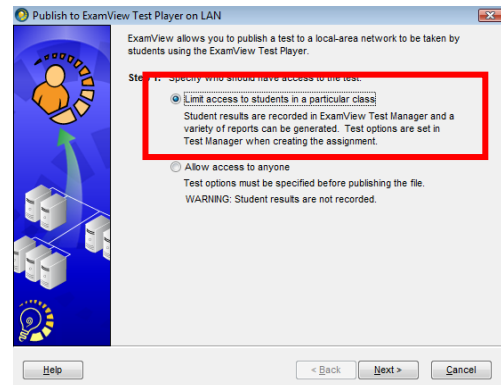 Publish to ExamView Test Player on LAN
ExamView allows you to publish a test to a local-area network to be taken by
students using the ExamView Test Player.
Step 1: Specify who should have access to the test.
Limit access to students in a particular class
Student results are recorded in ExamView Test Manager and a
variety of reports can be generated. Test options are set in
Test Manager when creating the assignment.
Allow access to anyone
Test options must be specified before publishing the file.
WARNING: Student results are not recorded.
Help
< Back
Next >
Cancel